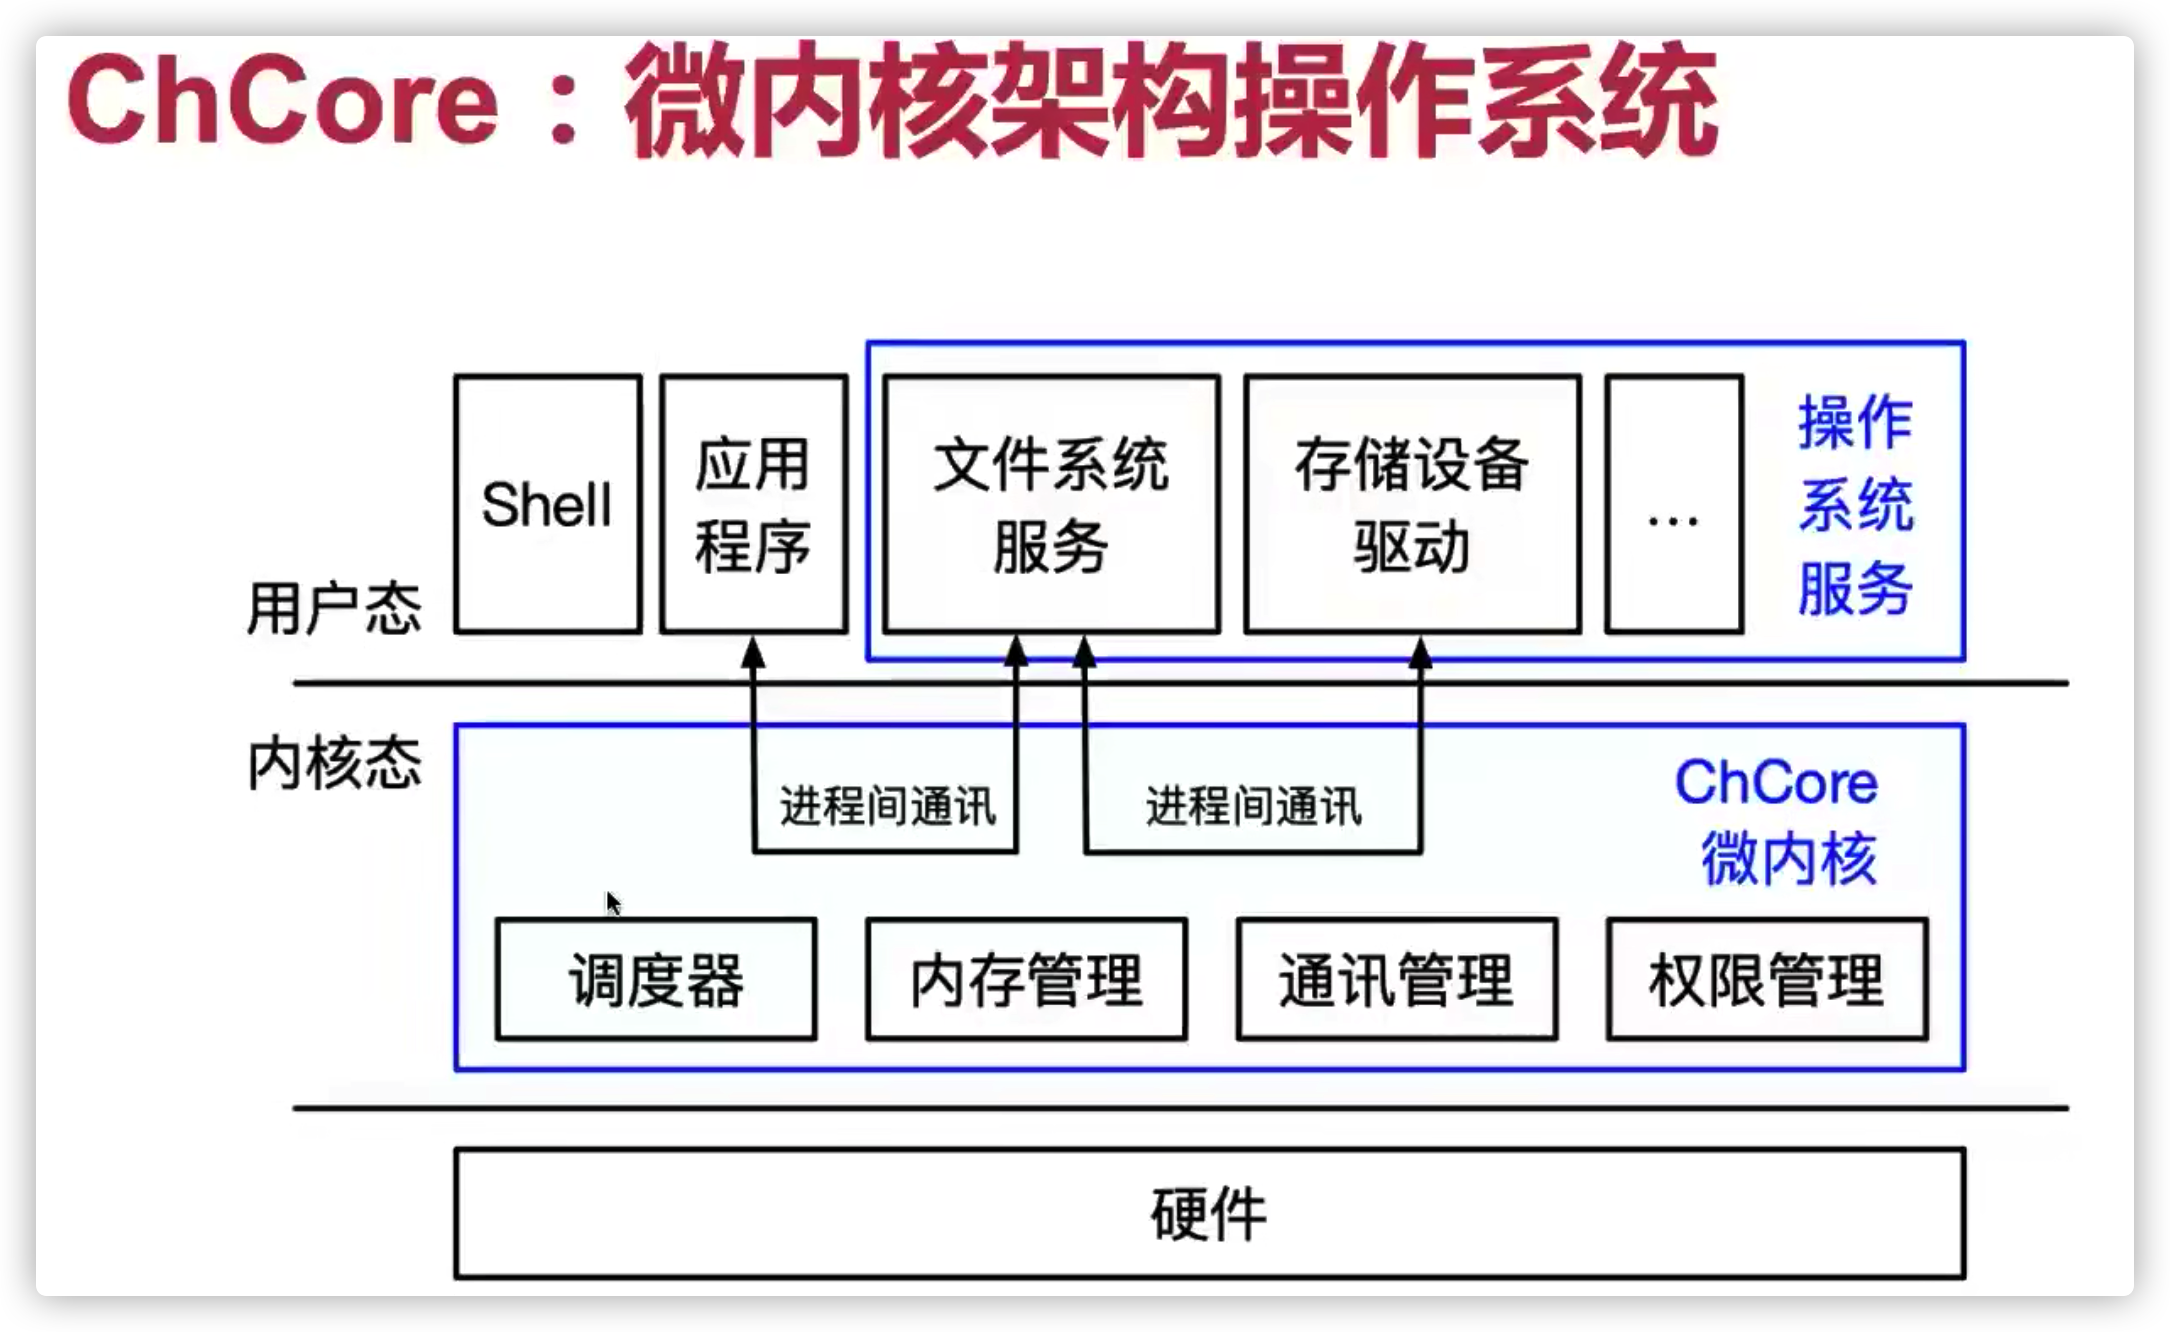 ChCore：微内核架构操作系统
Shell
应用
程序
文件系统
服务
存储设备
驱动
...
操作
系统
服务
用户态
内核态
进程间通讯
进程间通讯
ChCore
微内核
调度器
内存管理
通讯管理
权限管理
硬件